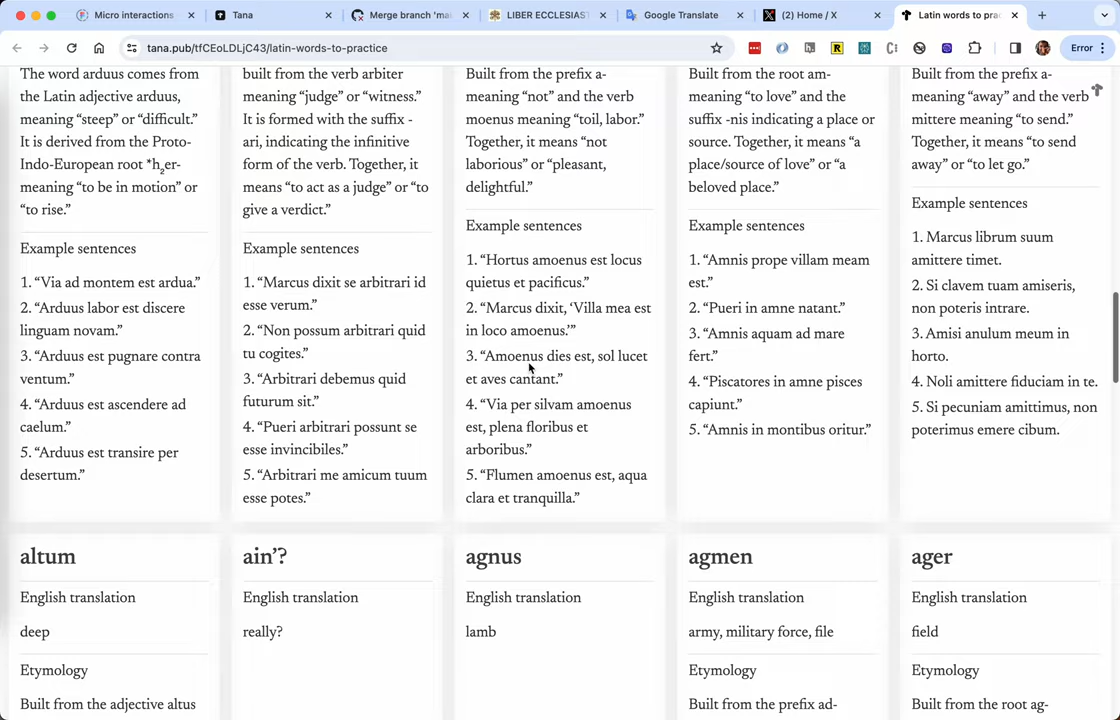 Micro interactions
Tana
Merge branch 'mai
LIBER ECCLESIAST
Google Translate
(2) Home / X
Latin words to prac
tana.pub/tfCEoLDLjC43/latin-words-to-practice
Error
The word arduus comes from
the Latin adjective arduus,
meaning “steep” or “difficult.”
It is derived from the Proto-
Indo-European root *h₂er-
meaning “to be in motion” or
“to rise.”
Example sentences
1. “Via ad montem est ardua.”
2. “Arduus labor est discere
linguam novam.”
3. “Arduus est pugnare contra
ventum.”
4. “Arduus est ascendere ad
caelum.”
5. “Arduus est transire per
desertum.”
built from the verb arbiter
meaning “judge” or “witness.”
It is formed with the suffix -
ari, indicating the infinitive
form of the verb. Together, it
means “to act as a judge” or “to
give a verdict.”
Example sentences
1. “Marcus dixit se arbitrari id
esse verum.”
2. “Non possum arbitrari quid
tu cogites.”
3. “Arbitrari debemus quid
futurum sit.”
4. “Pueri arbitrari possunt se
esse invincibiles.”
5. “Arbitrari me amicum tuum
esse potes.”
Built from the prefix a-
meaning “not” and the verb
moenus meaning “toil, labor.”
Together, it means “not
laborious” or “pleasant,
delightful.”
Example sentences
1. “Hortus amoenus est locus
quietus et pacificus.”
2. “Marcus dixit, ‘Villa mea est
in loco amoenus.’”
3. “Amoenus dies est, sol lucet
et aves cantant.”
4. “Via per silvam amoenus
est, plena floribus et
arboribus.”
5. “Flumen amoenus est, aqua
clara et tranquilla.”
Built from the root am-
meaning “to love” and the
suffix -nis indicating a place or
source. Together, it means “a
place/source of love” or “a
beloved place.”
Example sentences
1. “Amnis prope villam meam
est.”
2. “Pueri in amne natant.”
3. “Amnis aquam ad mare
fert.”
4. “Piscatores in amne pisces
capiunt.”
5. “Amnis in montibus oritur.”
Built from the prefix a-
meaning “away” and the verb
mittere meaning “to send.”
Together, it means “to send
away” or “to let go.”
Example sentences
1. Marcus librum suum
amittere timet.
2. Si clavem tuam amiseris,
non poteris intrare.
3. Amisi anulum meum in
horto.
4. Noli amittere fiduciam in te.
5. Si pecuniam amittimus, non
poterimus emere cibum.
altum
English translation
deep
Etymology
Built from the adjective altus
ain’?
English translation
really?
agnus
English translation
lamb
agmen
English translation
army, military force, file
Etymology
Built from the prefix ad-
ager
English translation
field
Etymology
Built from the root ag-